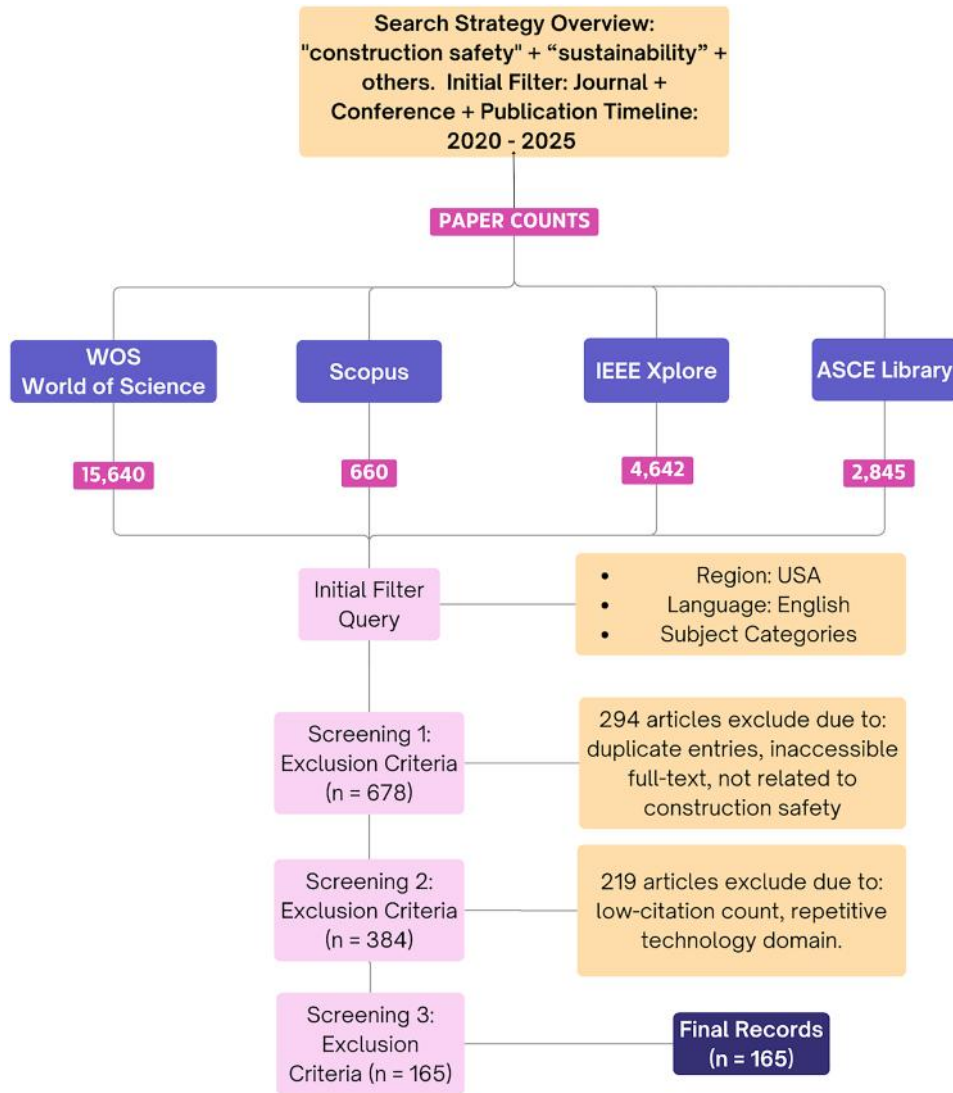 Search Strategy Overview:
"construction safety" + “sustainability” +
others. Initial Filter: Journal +
Conference + Publication Timeline:
2020 - 2025
PAPER COUNTS
WOS
World of Science
Scopus
IEEE Xplore
ASCE Library
15,640
660
4,642
2,845
Initial Filter
Query
• Region: USA
• Language: English
• Subject Categories
Screening 1:
Exclusion Criteria
(n = 678)
294 articles exclude due to:
duplicate entries, inaccessible
full-text, not related to
construction safety
Screening 2:
Exclusion Criteria
(n = 384)
219 articles exclude due to:
low-citation count, repetitive
technology domain.
Screening 3:
Exclusion
Criteria (n = 165)
Final Records
(n = 165)